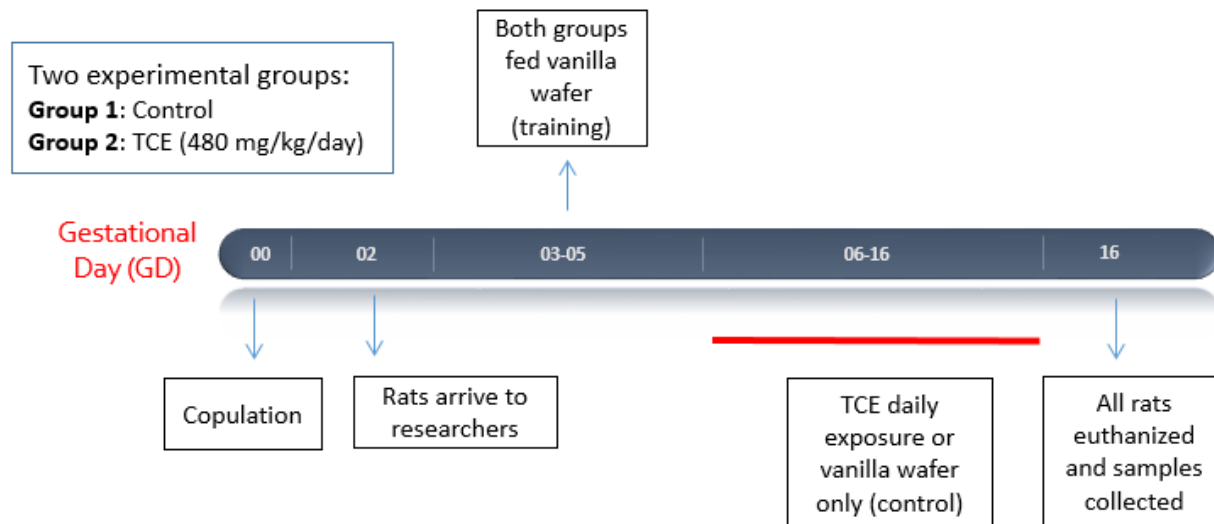 Two experimental groups:
Group 1: Control
Group 2: TCE (480 mg/kg/day)
Both groups
fed vanilla
wafer
(training)
Gestational
Day (GD)
00
02
03-05
06-16
16
Copulation
Rats arrive to
researchers
TCE daily
exposure or
vanilla wafer
only (control)
All rats
euthanized
and samples
collected